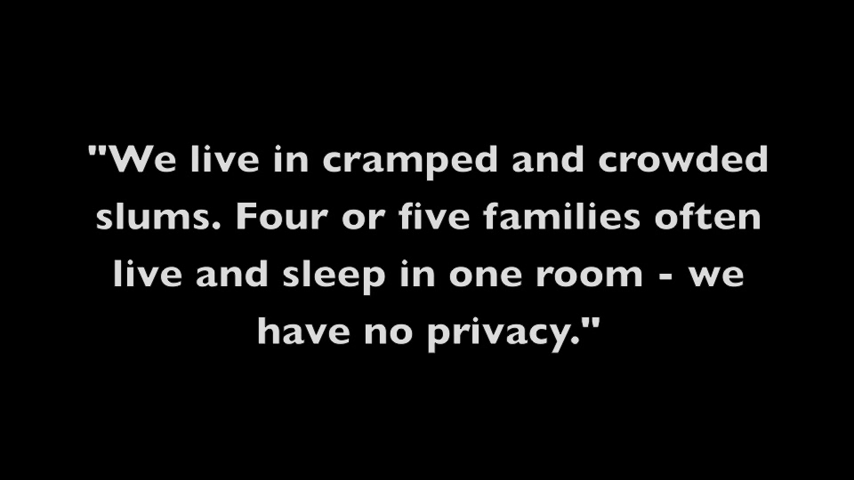 "We live in cramped and crowded
slums. Four or five families often
live and sleep in one room - we
have no privacy."